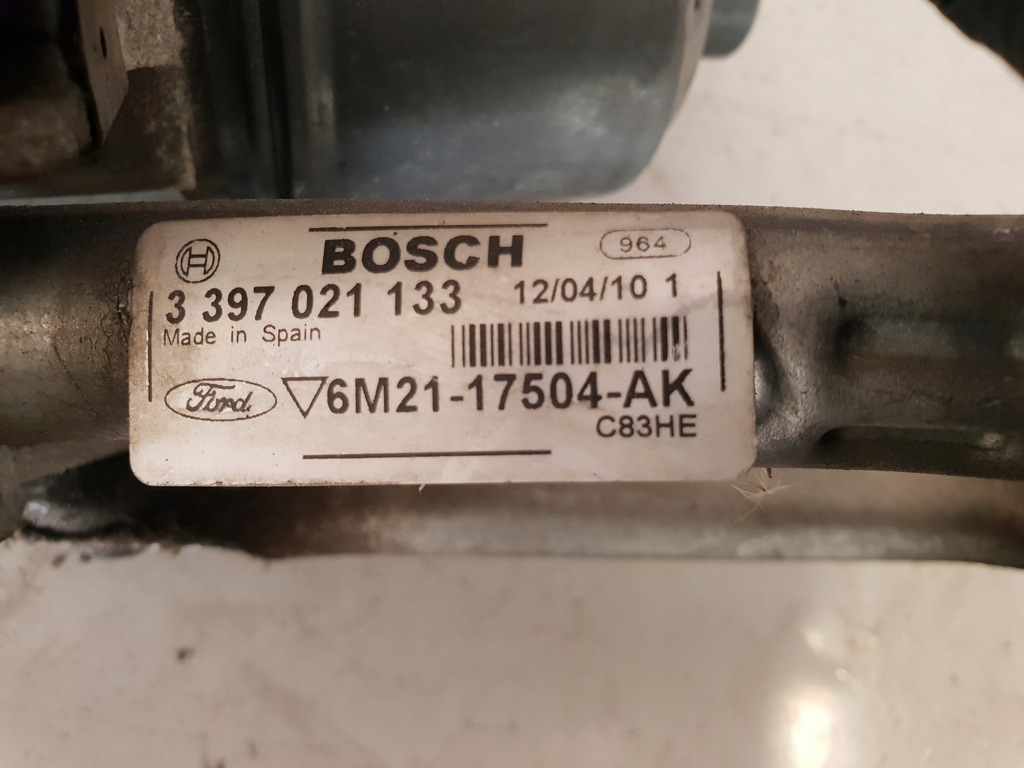 BOSCH 964
3 397 021 133 12/04/10 1
Made in Spain
Ford ▽6M21-17504-AK
C83HE